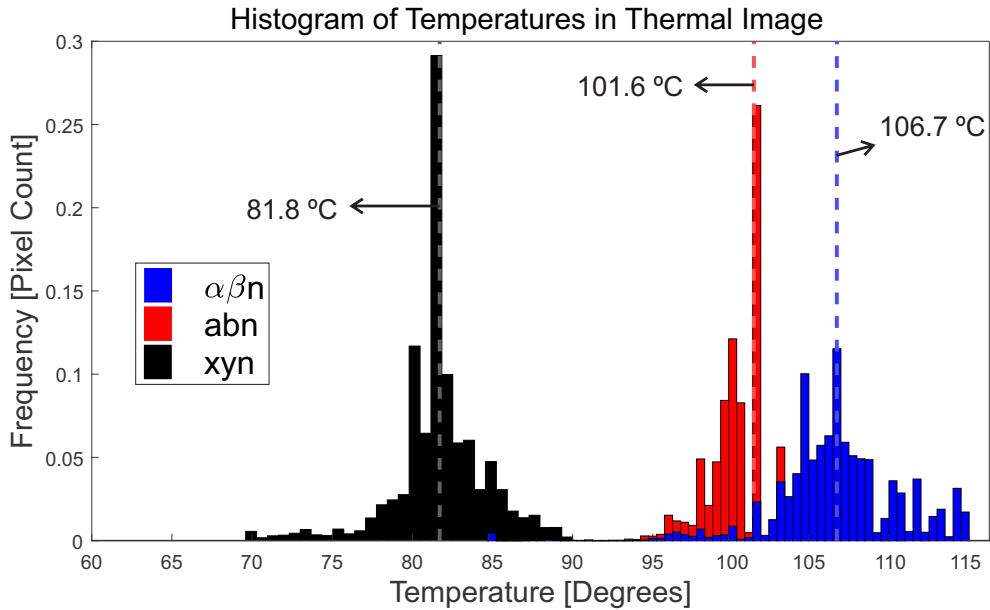 Histogram of Temperatures in Thermal Image
0.3
0.25
0.2
0.15
0.1
0.05
0
Frequency [Pixel Count]
81.8 ºC
101.6 ºC
106.7 ºC
αβn
abn
xyn
60 65 70 75 80 85 90 95 100 105 110 115
Temperature [Degrees]